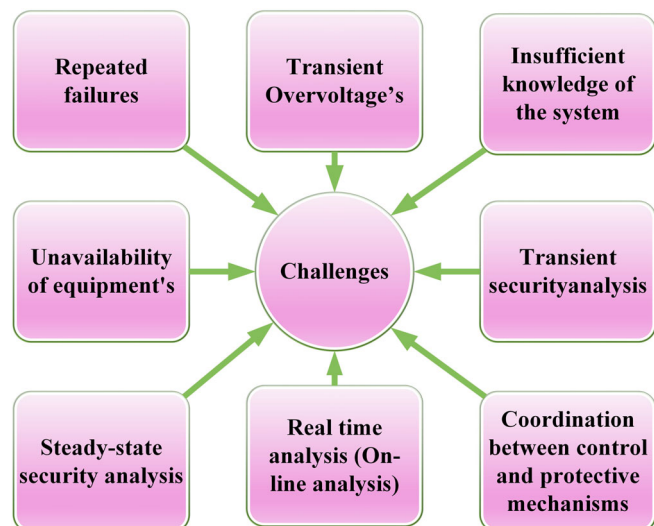 Repeated
failures
Transient
Overvoltage’s
Insufficient
knowledge of
the system
Unavailability
of equipment's
Challenges
Transient
securityanalysis
Steady-state
security analysis
Real time
analysis (On-
line analysis)
Coordination
between control
and protective
mechanisms